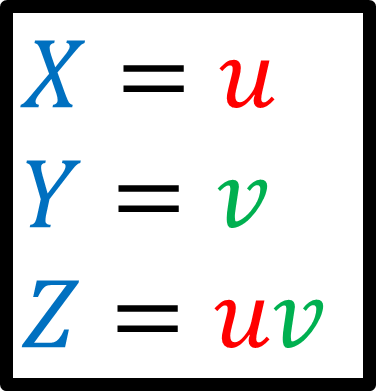 X = u
Y = v
Z = uv